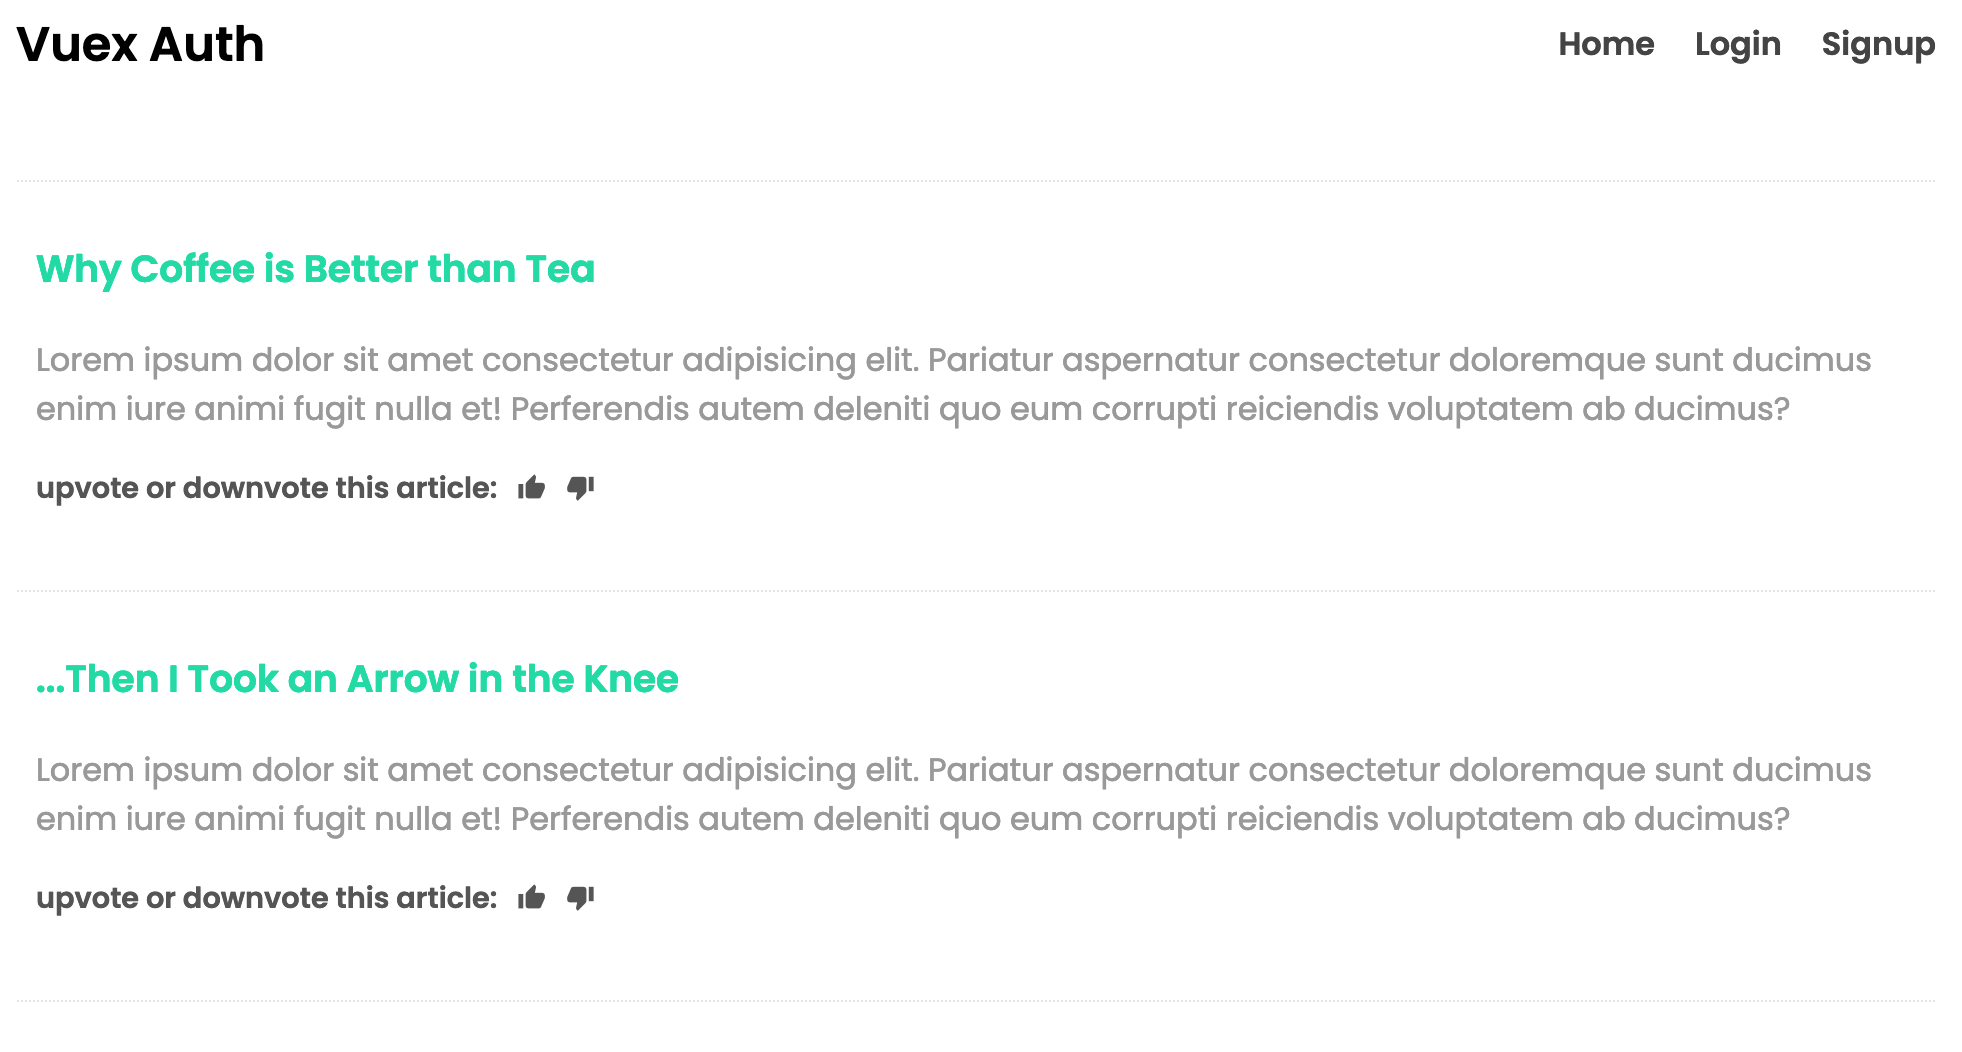 Vuex Auth
Home Login Signup
Why Coffee is Better than Tea
Lorem ipsum dolor sit amet consectetur adipisicing elit. Pariatur aspernatur consectetur doloremque sunt ducimus
enim iure animi fugit nulla et! Perferendis autem deleniti quo eum corrupti reiciendis voluptatem ab ducimus?
upvote or downvote this article:
...Then I Took an Arrow in the Knee
Lorem ipsum dolor sit amet consectetur adipisicing elit. Pariatur aspernatur consectetur doloremque sunt ducimus
enim iure animi fugit nulla et! Perferendis autem deleniti quo eum corrupti reiciendis voluptatem ab ducimus?
upvote or downvote this article: